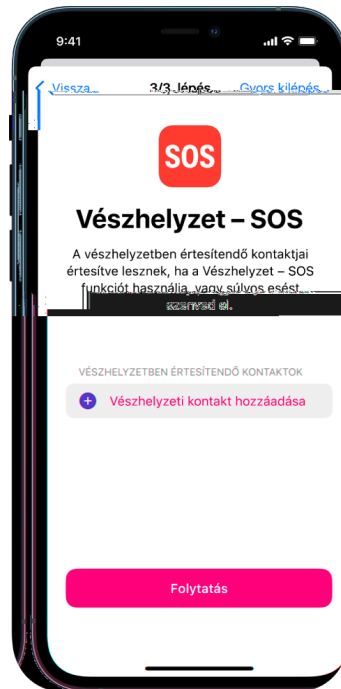 9:41
Vissza 3/3. lépés Gyors kilépés
SOS
Vészhelyzet – SOS
A vészhelyzetben értesítendő kontaktjai
értesítve lesznek, ha a Vészhelyzet – SOS
funkciót használja, vagy súlyos esést
szenved el.
VÉSZHELYZETBEN ÉRTESÍTENDŐ KONTAKTOK
Vészhelyzeti kontakt hozzáadása
Folytatás